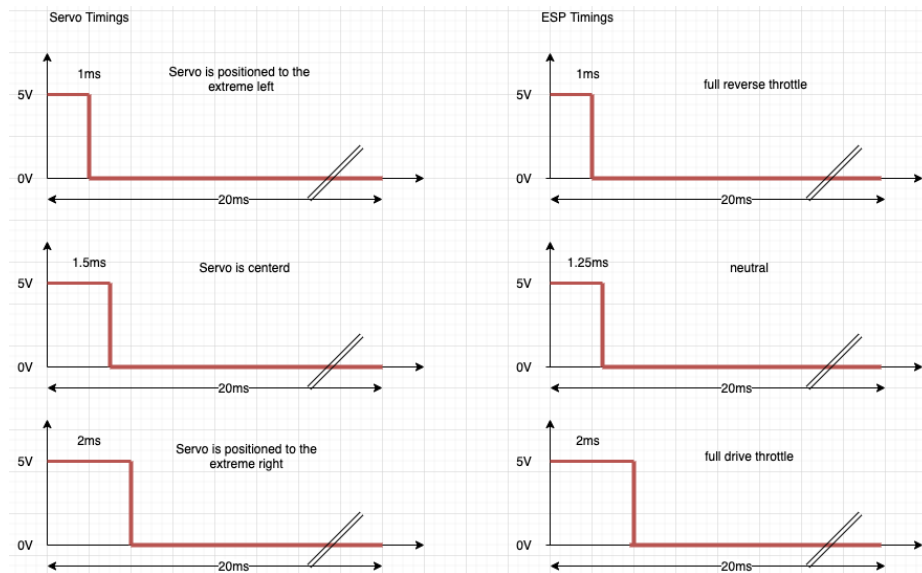 Servo Timings
1ms
Servo is positioned to the
extreme left
5V
0V
20ms
1.5ms
Servo is centerd
5V
0V
20ms
2ms
Servo is positioned to the
extreme right
5V
0V
20ms
ESP Timings
1ms
full reverse throttle
5V
0V
20ms
1.25ms
neutral
5V
0V
20ms
2ms
full drive throttle
5V
0V
20ms